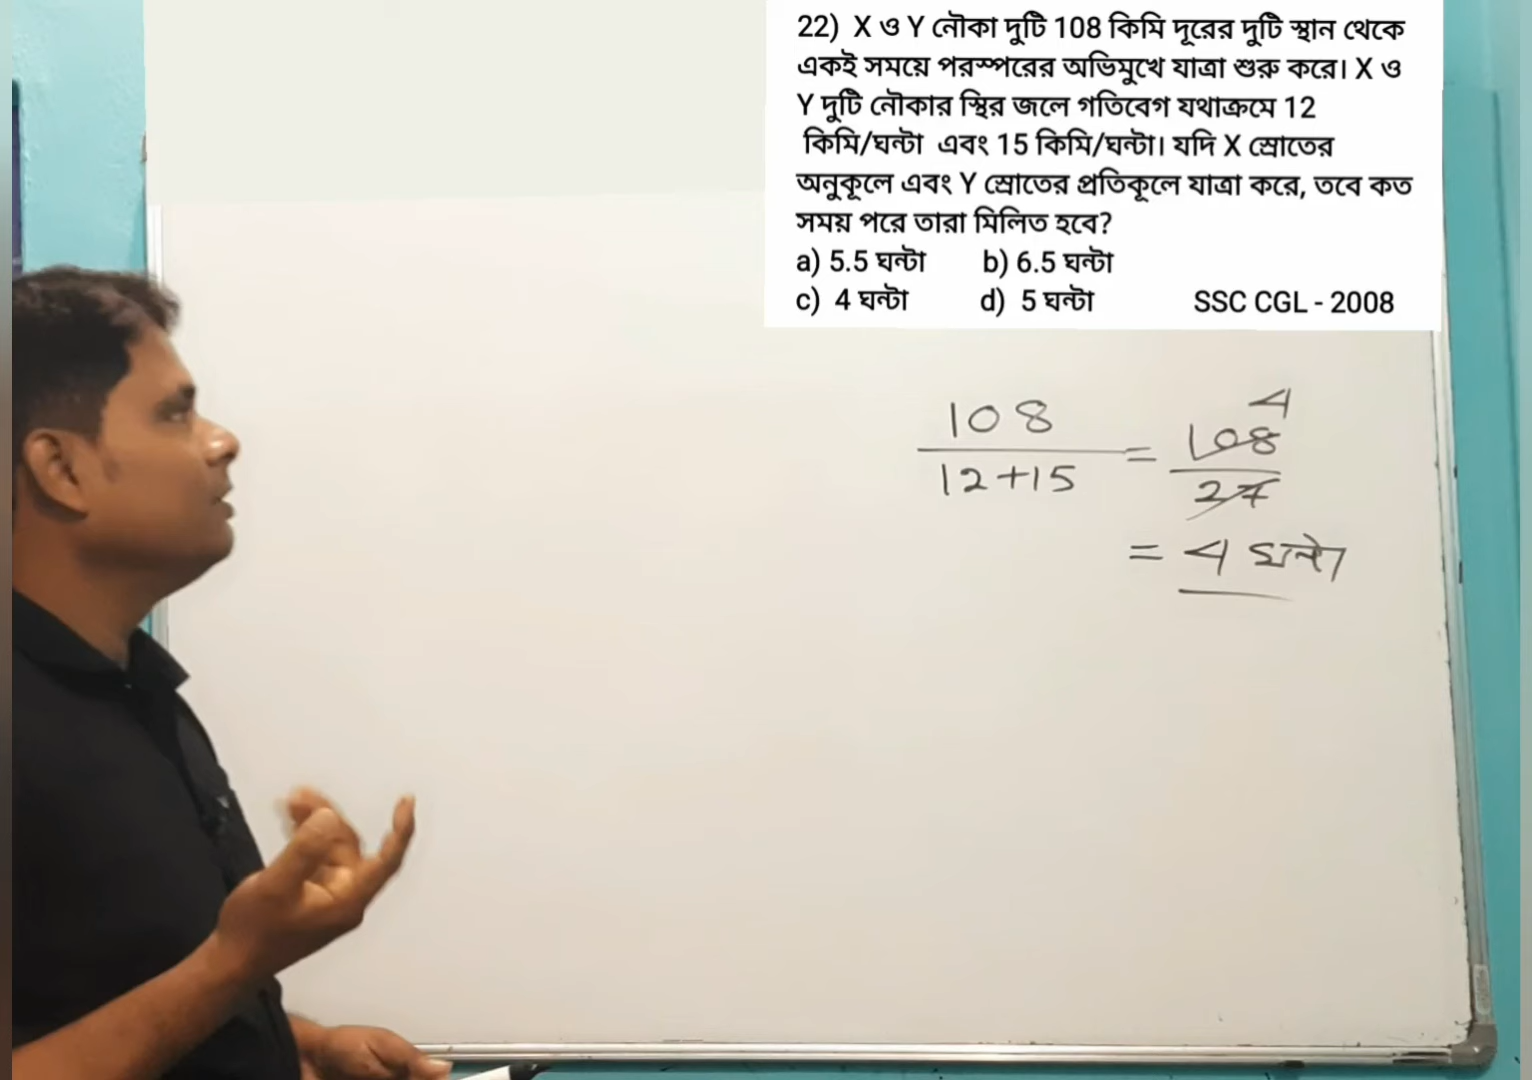 22) X ও Y নৌকা দুটি 108 কিমি দূরের দুটি স্থান থেকে
একই সময়ে পরস্পরের অভিমুখে যাত্রা শুরু করে। X ও
Y দুটি নৌকার স্থির জলে গতিবেগ যথাক্রমে 12
কিমি/ঘন্টা এবং 15 কিমি/ঘন্টা। যদি X স্রোতের
অনুকূলে এবং Y স্রোতের প্রতিকূলে যাত্রা করে, তবে কত
সময় পরে তারা মিলিত হবে?
a) 5.5 ঘন্টা b) 6.5 ঘন্টা
c) 4 ঘন্টা d) 5 ঘন্টা SSC CGL - 2008
4
108 = 108
12+15 27
= 4 ঘন্টা